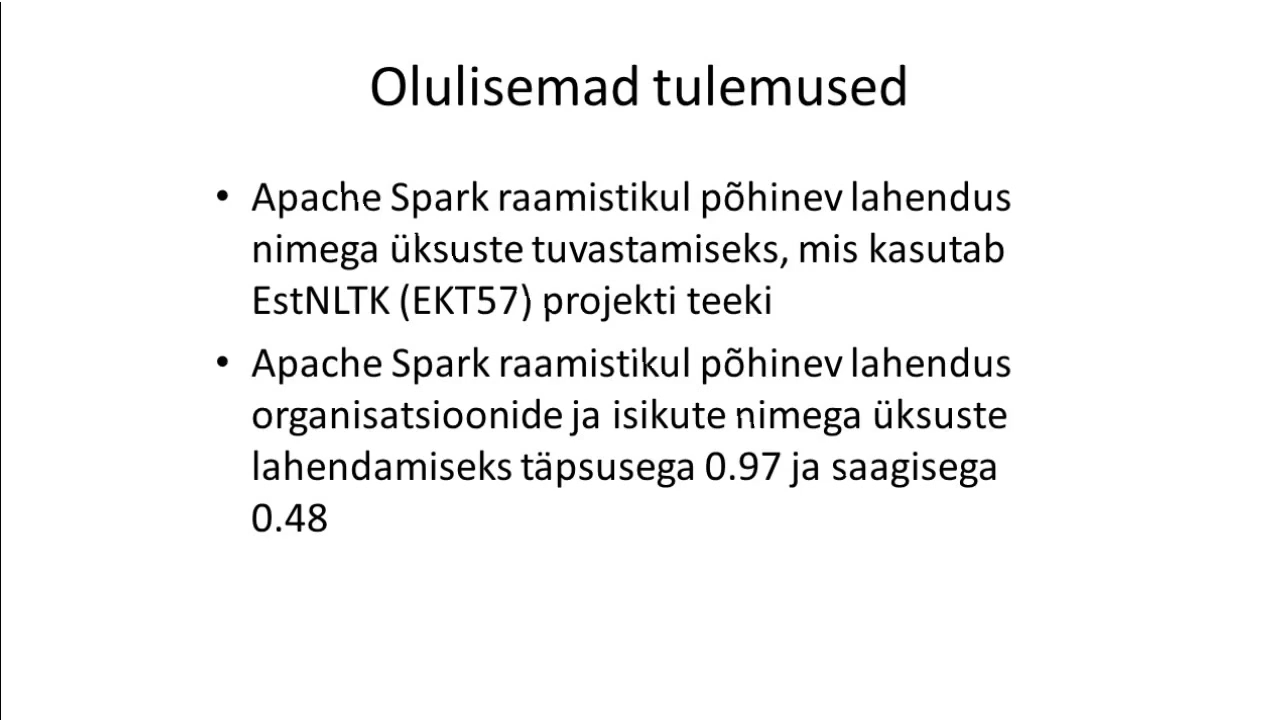 Olulisemad tulemused
• Apache Spark raamistikul põhinev lahendus
nimega üksuste tuvastamiseks, mis kasutab
EstNLTK (EKT57) projekti teeki
• Apache Spark raamistikul põhinev lahendus
organisatsioonide ja isikute nimega üksuste
lahendamiseks täpsusega 0.97 ja saagisega
0.48